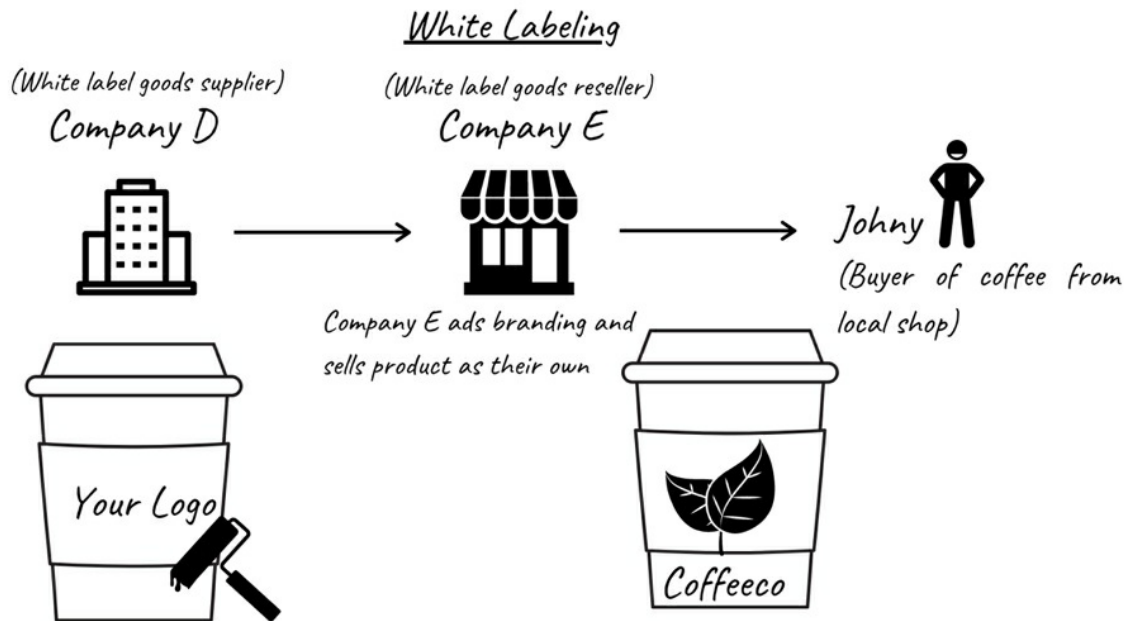 White Labeling
(White label goods supplier)
Company D
(White label goods reseller)
Company E
Johny
(Buyer of coffee from
local shop)
Company E ads branding and
sells product as their own
Your Logo
Coffeeco